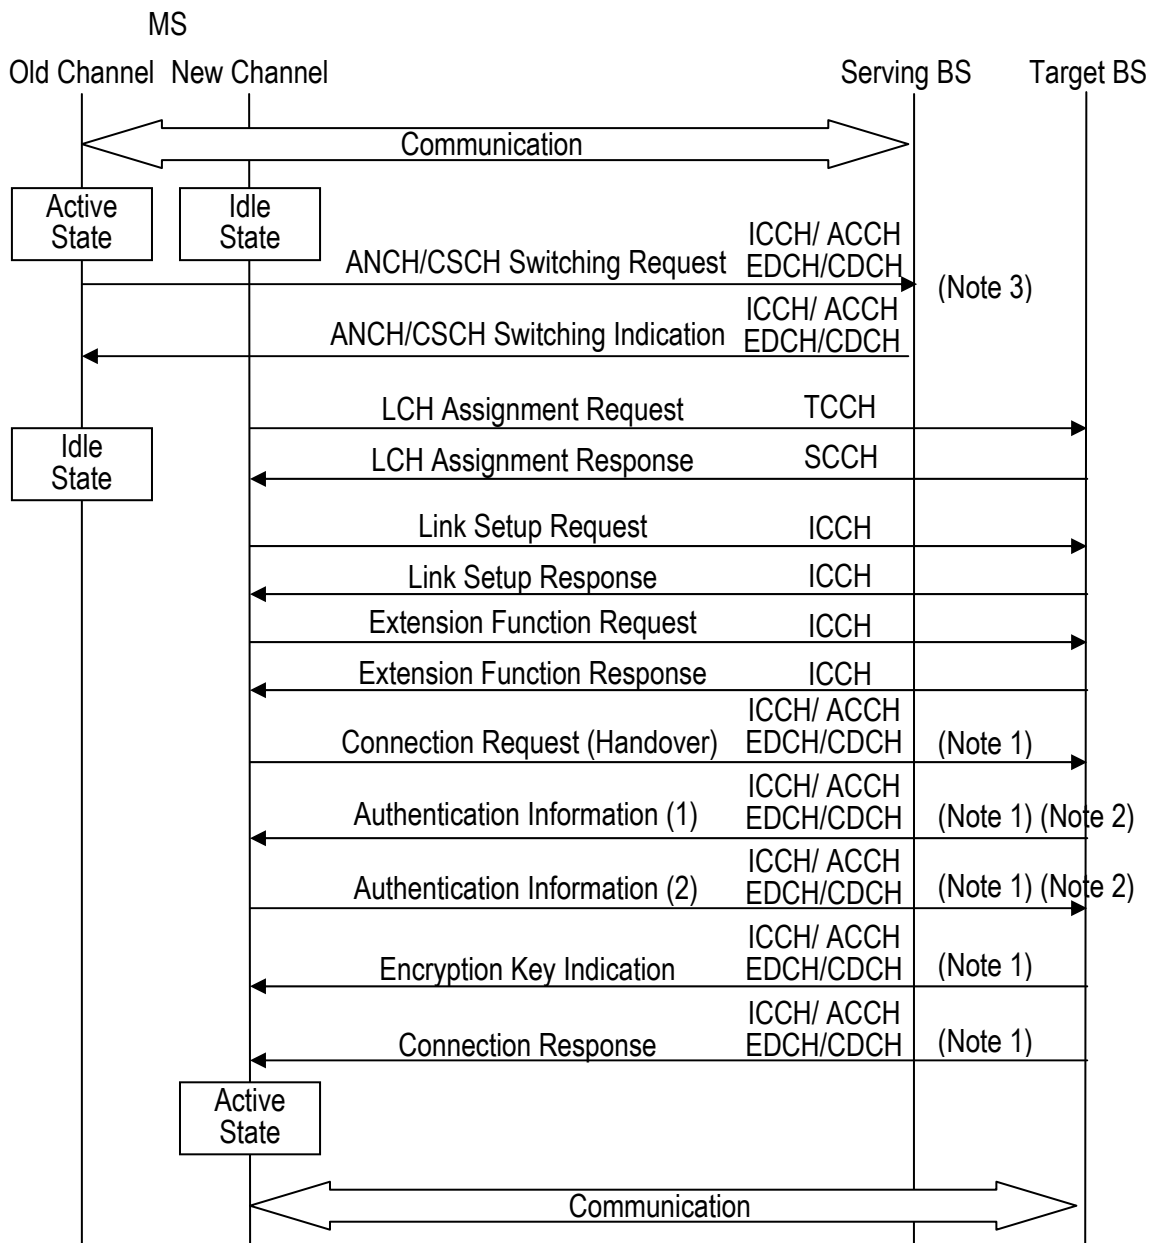 MS
Old Channel New Channel Serving BS Target BS
Communication
Active
State
Idle
State
ANCH/CSCH Switching Request ICCH/ ACCH
EDCH/CDCH
(Note 3)
ANCH/CSCH Switching Indication ICCH/ ACCH
EDCH/CDCH
LCH Assignment Request TCCH
Idle
State
LCH Assignment Response SCCH
Link Setup Request ICCH
Link Setup Response ICCH
Extension Function Request ICCH
Extension Function Response ICCH
Connection Request (Handover) ICCH/ ACCH
EDCH/CDCH (Note 1)
Authentication Information (1) ICCH/ ACCH
EDCH/CDCH (Note 1) (Note 2)
Authentication Information (2) ICCH/ ACCH
EDCH/CDCH (Note 1) (Note 2)
Encryption Key Indication ICCH/ ACCH
EDCH/CDCH (Note 1)
Connection Response ICCH/ ACCH
EDCH/CDCH (Note 1)
Active
State
Communication